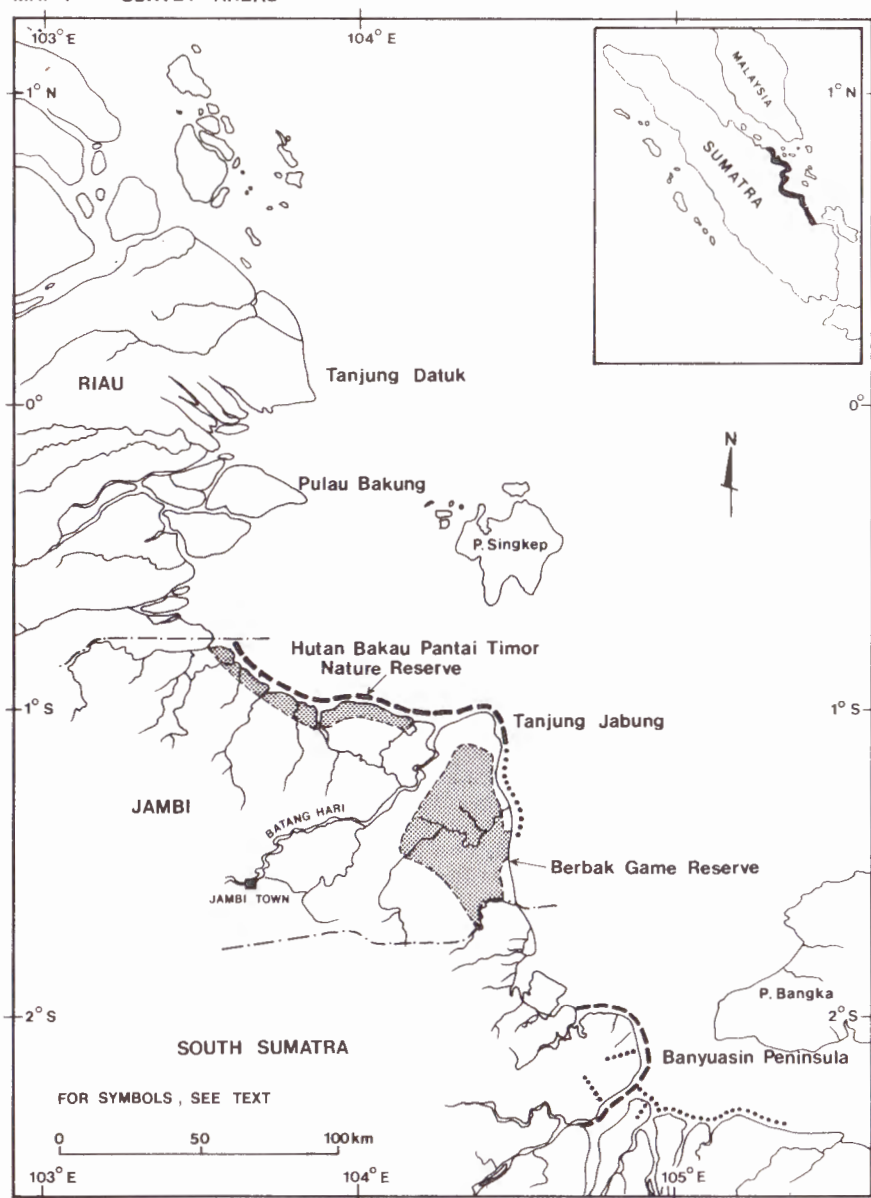 103°E
104°E
1°N
MALAYSIA
SUMATRA
1°N
RIAU
Tanjung Datuk
0°
0°
N
Pulau Bakung
P. Singkep
Hutan Bakau Pantai Timor
Nature Reserve
1°S
Tanjung Jabung
1°S
JAMBI
BATANG HARI
Berbak Game Reserve
JAMBI TOWN
P. Bangka
2°S
2°S
SOUTH SUMATRA
Banyuasin Peninsula
FOR SYMBOLS, SEE TEXT
0 50 100km
103°E
104°E
105°E